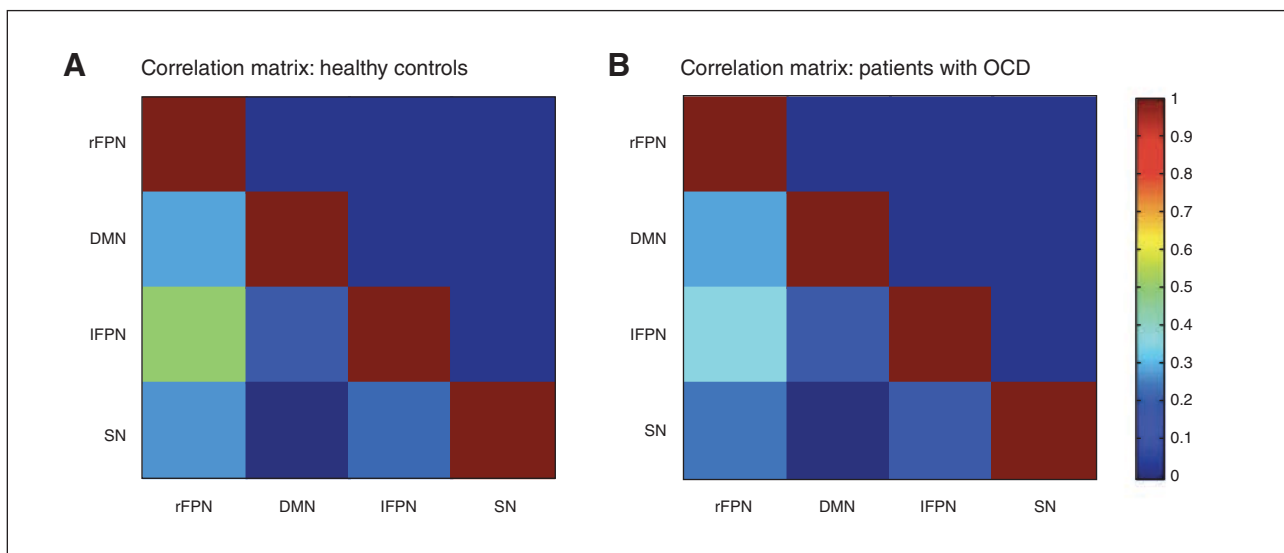 A Correlation matrix: healthy controls
rFPN
DMN
lFPN
SN
rFPN DMN lFPN SN
B Correlation matrix: patients with OCD
rFPN
DMN
lFPN
SN
rFPN DMN lFPN SN
1
0.9
0.8
0.7
0.6
0.5
0.4
0.3
0.2
0.1
0